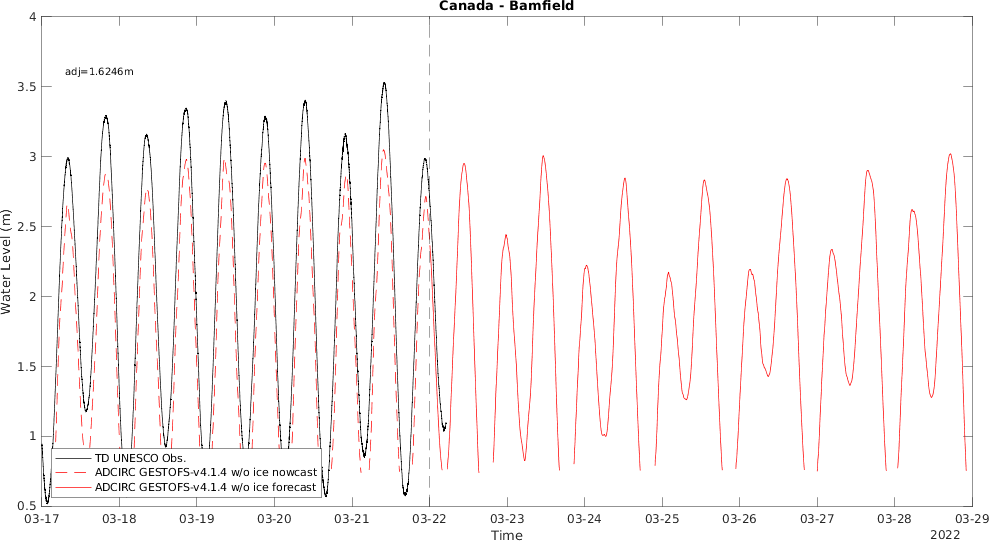 Canada - Bamfield
4
adj=1.6246m
3.5
3
2.5
Water Level (m)
2
1.5
1
TD UNESCO Obs.
ADCIRC GESTOFS-v4.1.4 w/o ice nowcast
ADCIRC GESTOFS-v4.1.4 w/o ice forecast
0.5
03-17 03-18 03-19 03-20 03-21 03-22 03-23 03-24 03-25 03-26 03-27 03-28 03-29
Time 2022